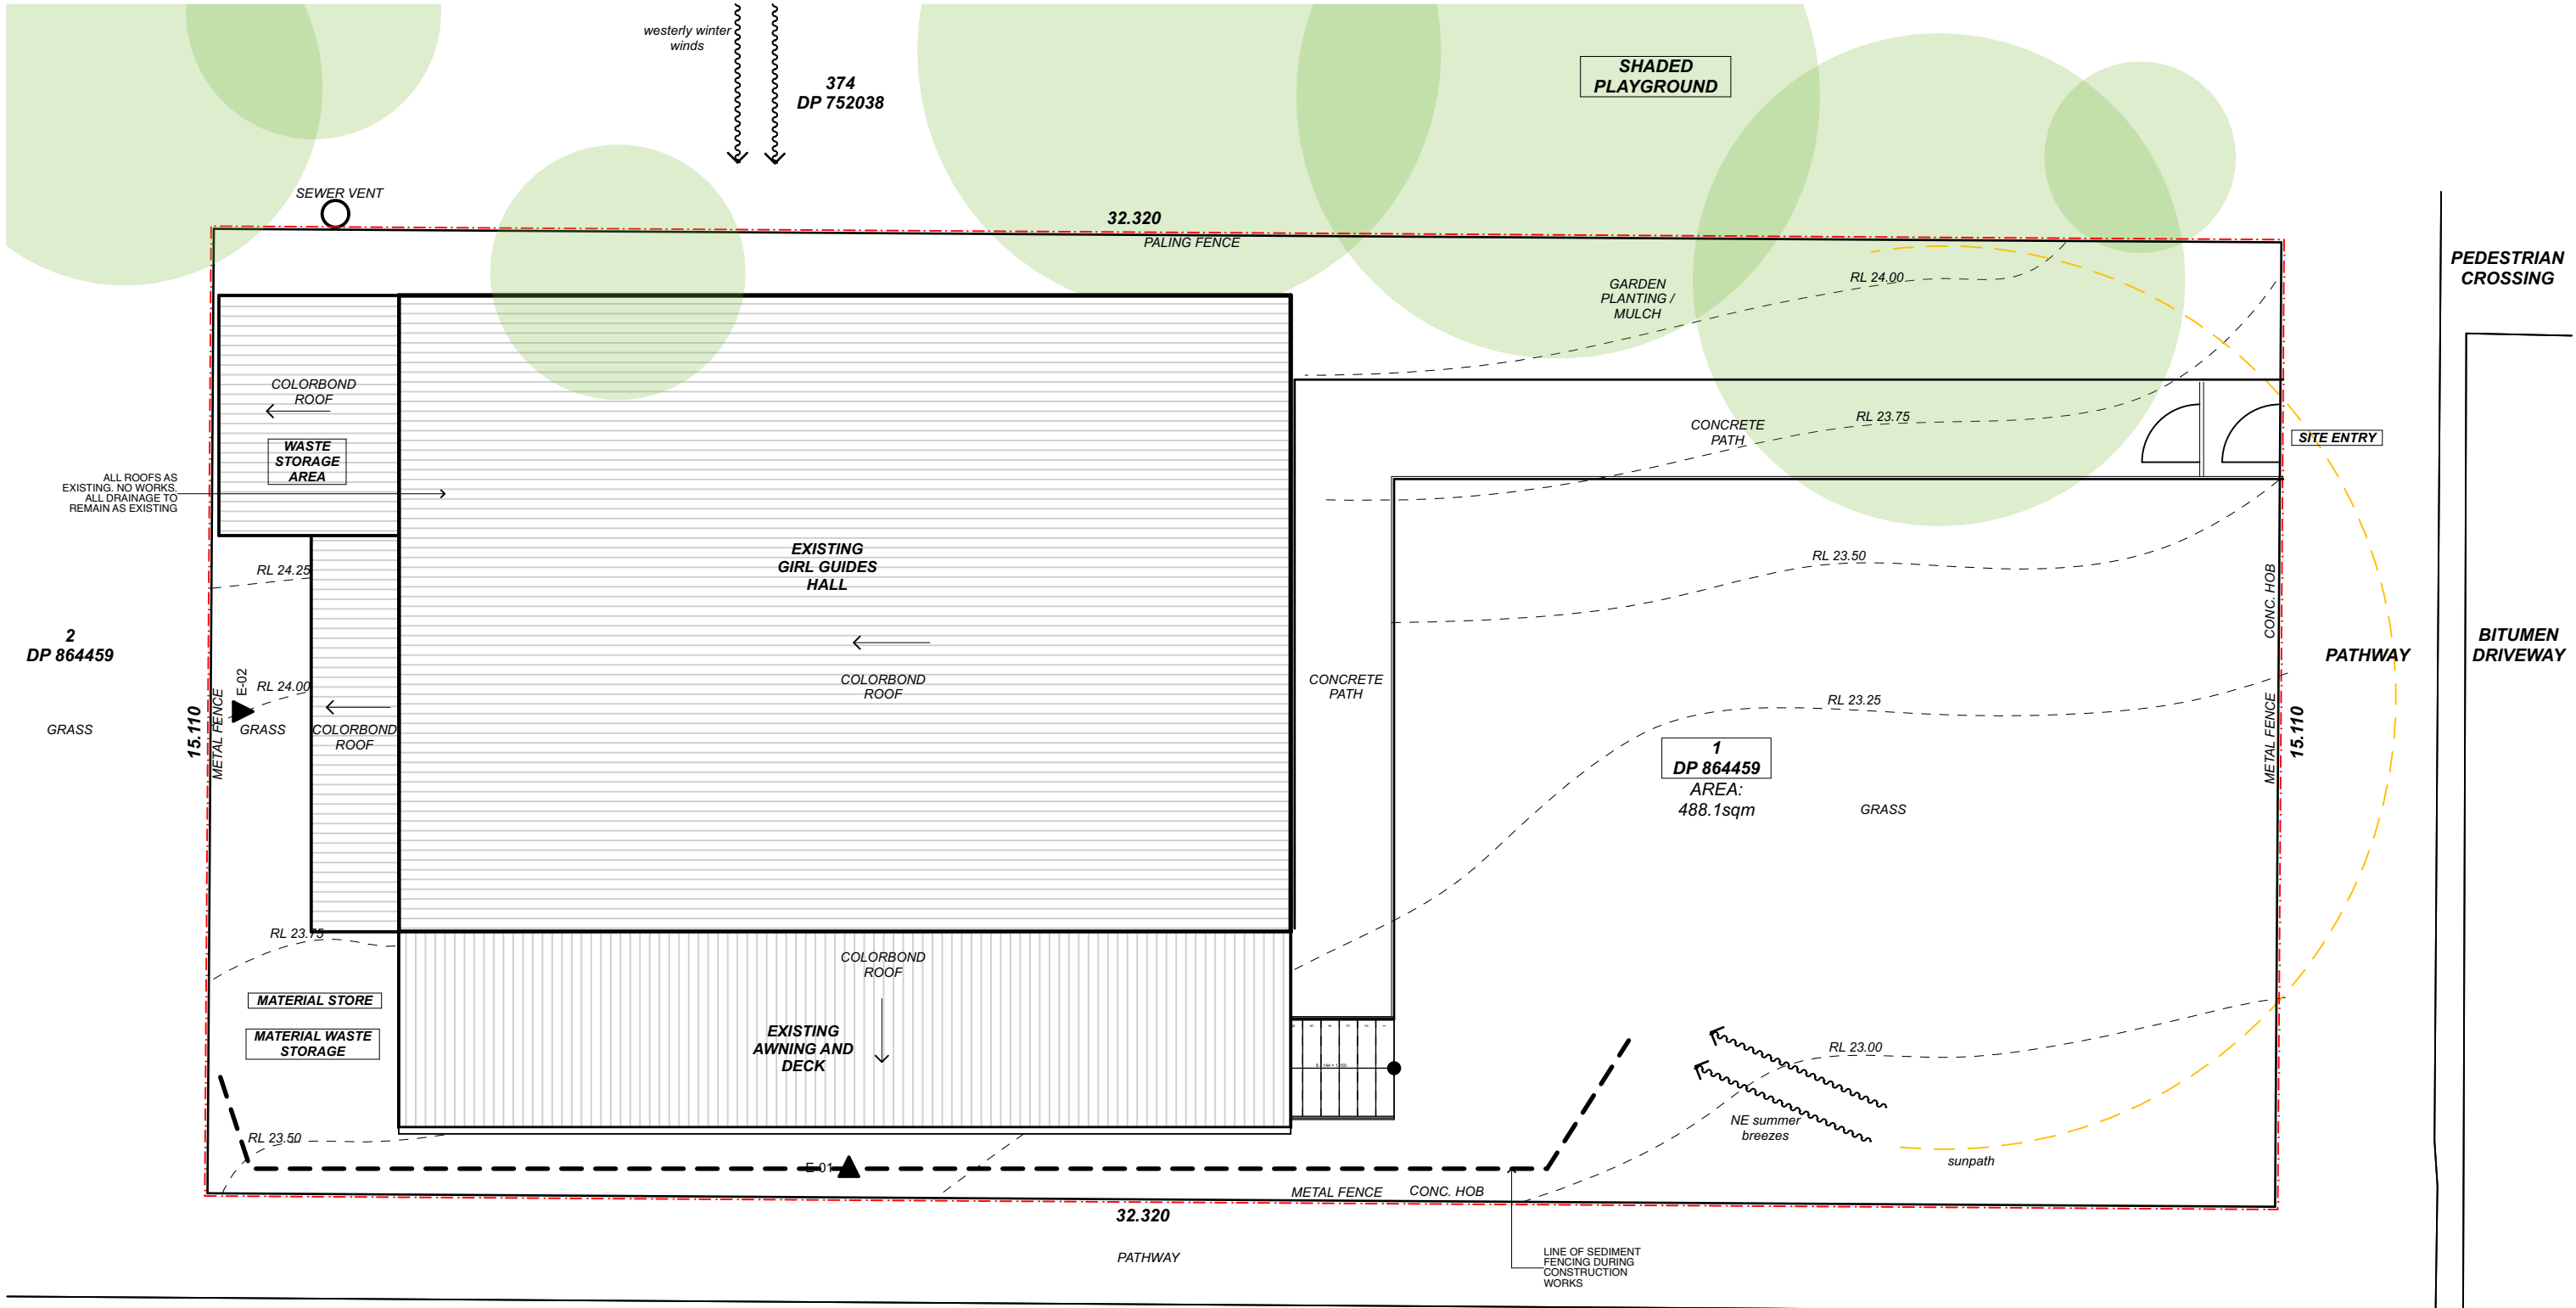 westerly winter
winds
374
DP 752038
SHADED
PLAYGROUND
SEWER VENT
32.320
PALING FENCE
PEDESTRIAN
CROSSING
GARDEN
PLANTING /
MULCH
RL 24.00
COLORBOND
ROOF
WASTE
STORAGE
AREA
CONCRETE
PATH
RL 23.75
SITE ENTRY
ALL ROOFS AS
EXISTING. NO WORKS.
ALL DRAINAGE TO
REMAIN AS EXISTING
EXISTING
GIRL GUIDES
HALL
RL 24.25
RL 23.50
CONC. HOB
2
DP 864459
E-02
RL 24.00
GRASS
15.110
METAL FENCE
GRASS
COLORBOND
ROOF
COLORBOND
ROOF
CONCRETE
PATH
RL 23.25
PATHWAY
BITUMEN
DRIVEWAY
METAL FENCE
15.110
1
DP 864459
AREA:
488.1sqm
GRASS
RL 23.75
COLORBOND
ROOF
MATERIAL STORE
MATERIAL WASTE
STORAGE
EXISTING
AWNING AND
DECK
RL 23.00
NE summer
breezes
sunpath
RL 23.50
E-01
METAL FENCE
CONC. HOB
32.320
PATHWAY
LINE OF SEDIMENT
FENCING DURING
CONSTRUCTION
WORKS